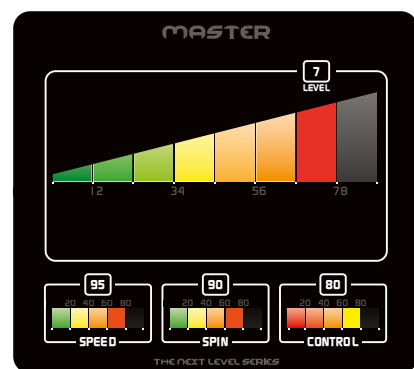 MASTER
7
LEVEL
12 34 56 78
95 90 80
20 40 60 80 20 40 60 80 20 40 60 80
SPEED SPIN CONTROL
THE NEXT LEVEL SERIES